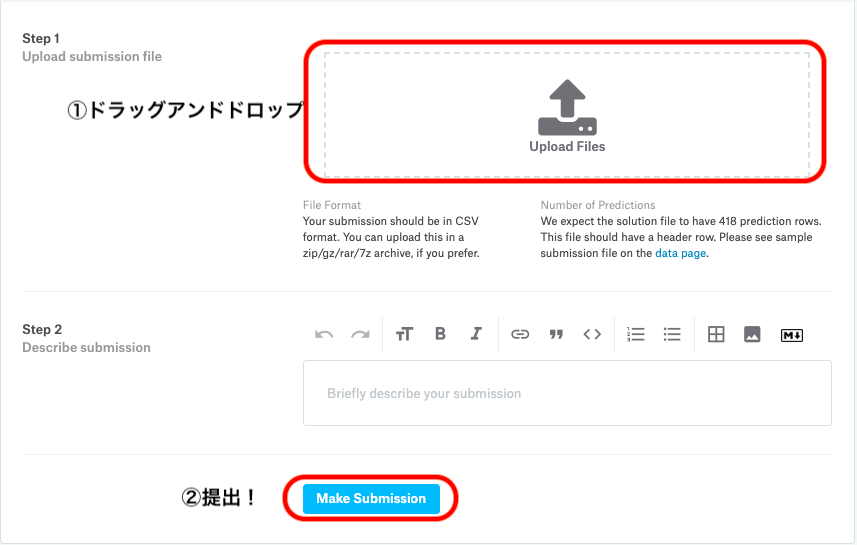 Step 1
Upload submission file
①ドラッグアンドドロップ
Upload Files
File Format
Your submission should be in CSV
format. You can upload this in a
zip/gz/rar/7z archive, if you prefer.
Number of Predictions
We expect the solution file to have 418 prediction rows.
This file should have a header row. Please see sample
submission file on the data page.
Step 2
Describe submission
Briefly describe your submission
②提出！
Make Submission